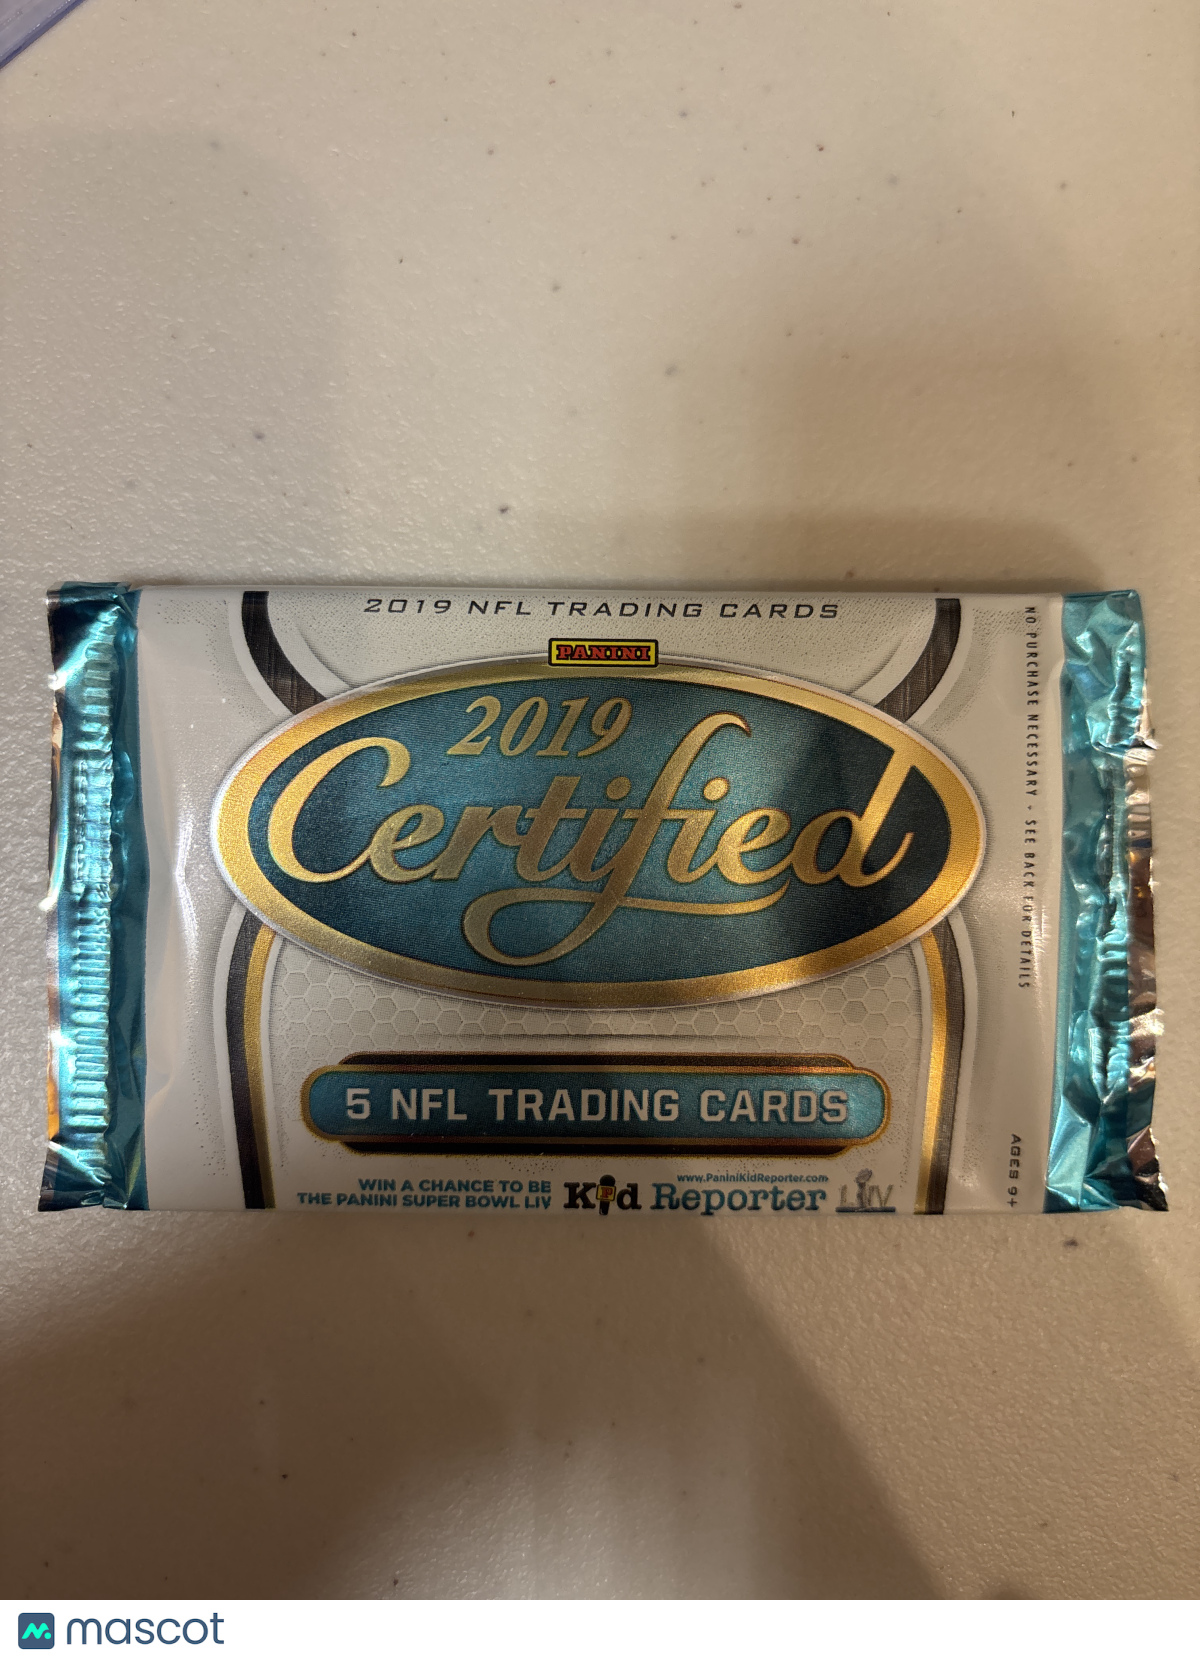 2019 NFL TRADING CARDS
PANINI
2019
Certified
5 NFL TRADING CARDS
WIN A CHANCE TO BE
THE PANINI SUPER BOWL LIV
www.PaniniKidReporter.com
Kid Reporter
LIV
NO PURCHASE NECESSARY - SEE BACK FOR DETAILS
AGES 9+
mascot